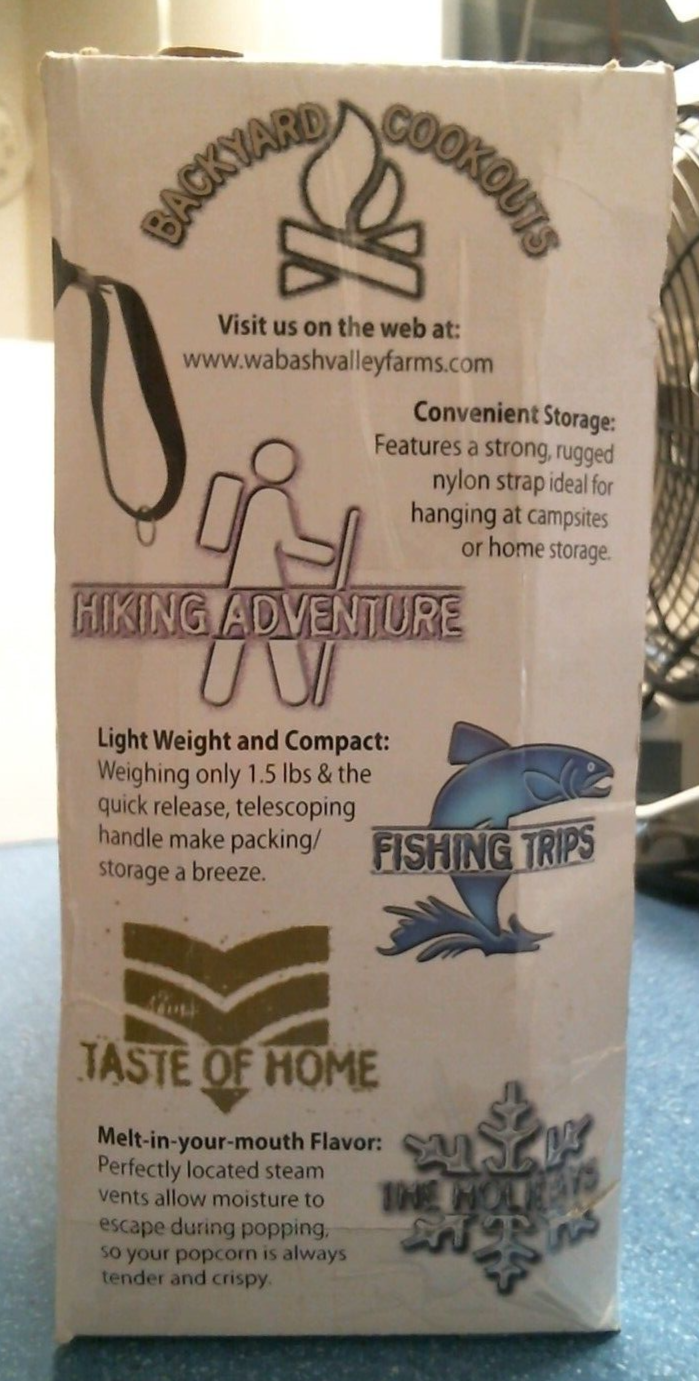 BACKYARD COOKOUTS
Visit us on the web at:
www.wabashvalleyfarms.com
Convenient Storage:
Features a strong, rugged
nylon strap ideal for
hanging at campsites
or home storage.
HIKING ADVENTURE
Light Weight and Compact:
Weighing only 1.5 lbs & the
quick release, telescoping
handle make packing/
storage a breeze.
FISHING TRIPS
TASTE OF HOME
Melt-in-your-mouth Flavor:
Perfectly located steam
vents allow moisture to
escape during popping,
so your popcorn is always
tender and crispy.
THE HOLIDAYS